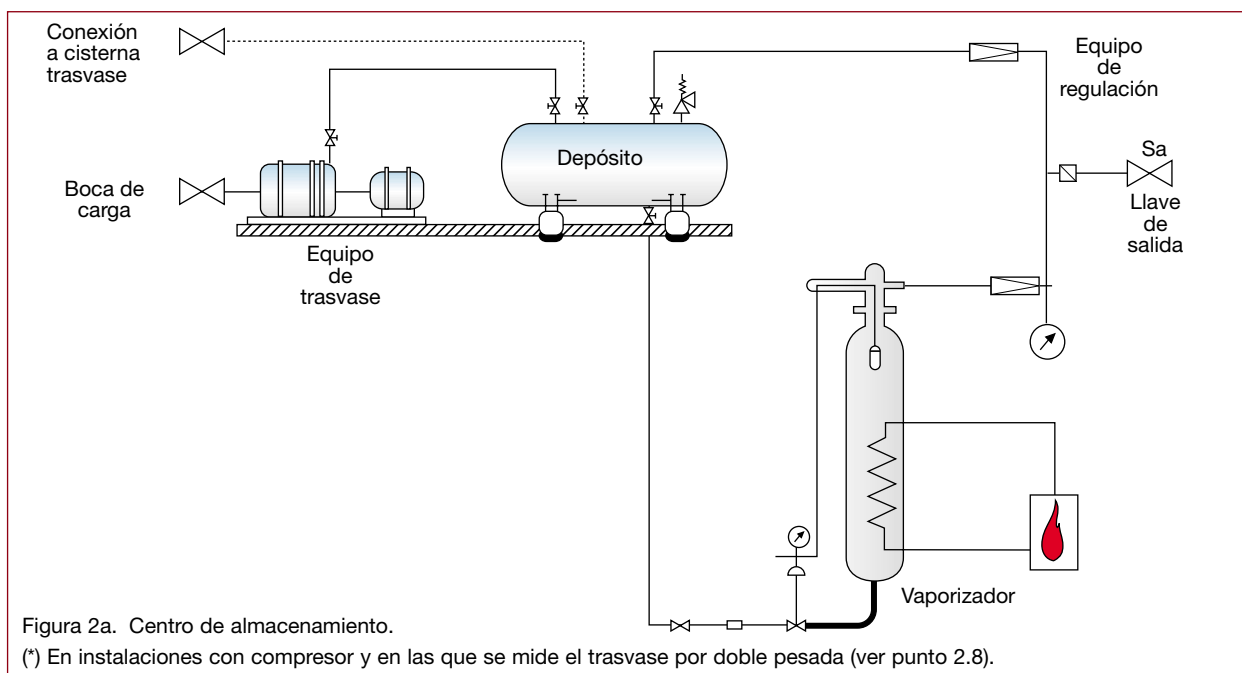 Conexión
a cisterna
trasvase
Equipo
de
regulación
Depósito
Sa
Boca de
carga
Llave
de
salida
Equipo
de
trasvase
Vaporizador
Figura 2a. Centro de almacenamiento.
(*) En instalaciones con compresor y en las que se mide el trasvase por doble pesada (ver punto 2.8).